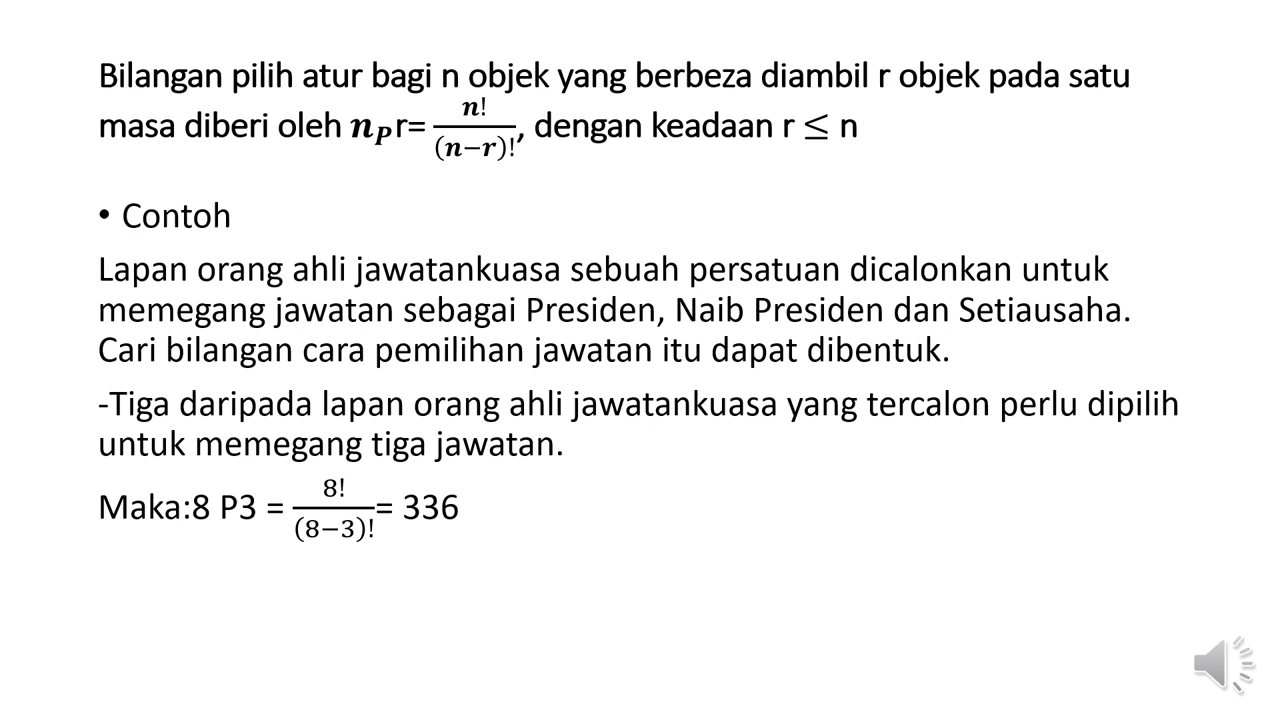 Bilangan pilih atur bagi n objek yang berbeza diambil r objek pada satu
masa diberi oleh n_P r= n!/(n−r)!, dengan keadaan r ≤ n
• Contoh
Lapan orang ahli jawatankuasa sebuah persatuan dicalonkan untuk
memegang jawatan sebagai Presiden, Naib Presiden dan Setiausaha.
Cari bilangan cara pemilihan jawatan itu dapat dibentuk.
-Tiga daripada lapan orang ahli jawatankuasa yang tercalon perlu dipilih
untuk memegang tiga jawatan.
Maka:8 P3 = 8!/(8−3)!= 336